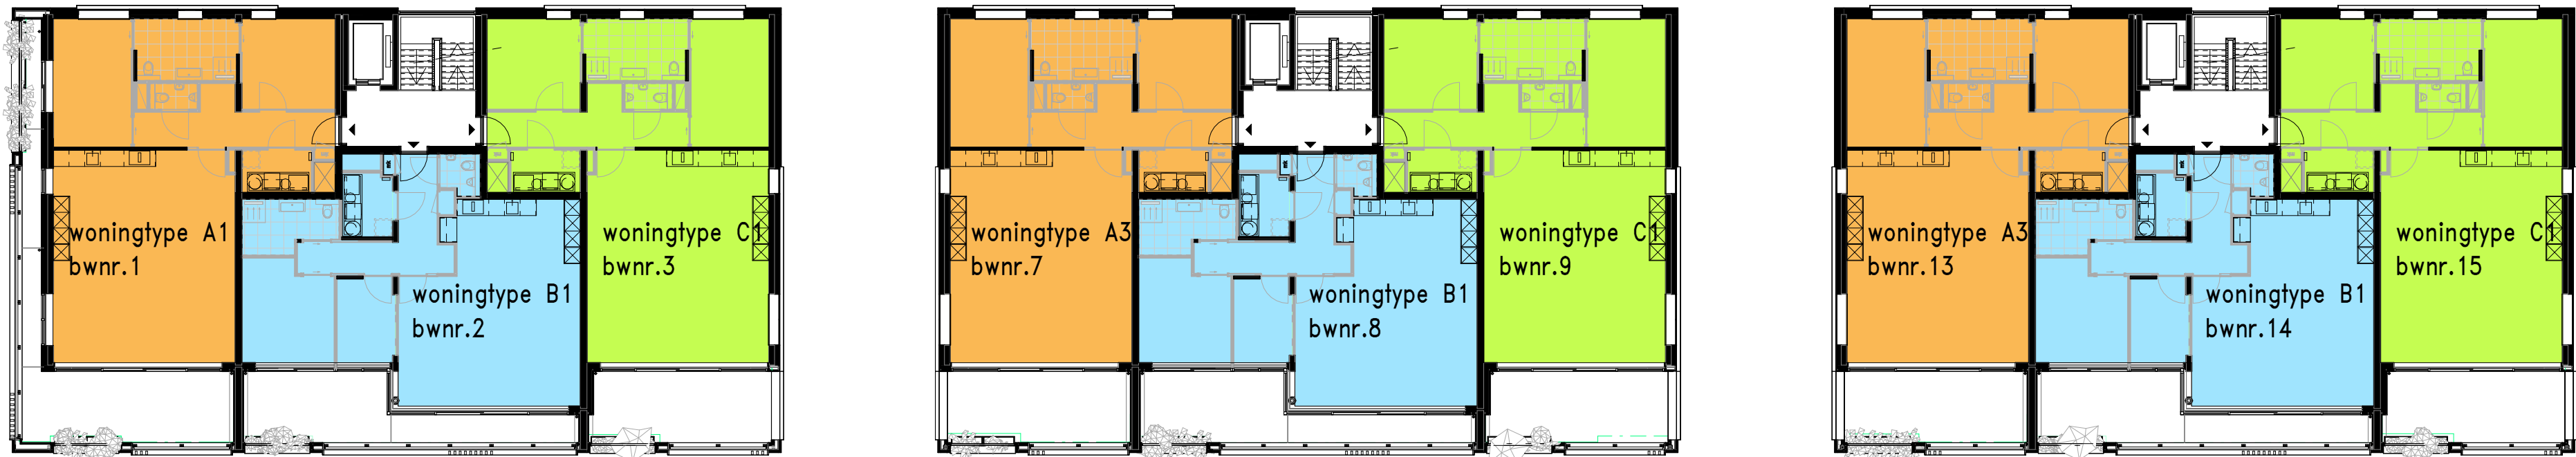 woningtype A1
bwnr.1
woningtype B1
bwnr.2
woningtype C1
bwnr.3
woningtype A3
bwnr.7
woningtype B1
bwnr.8
woningtype C1
bwnr.9
woningtype A3
bwnr.13
woningtype B1
bwnr.14
woningtype C1
bwnr.15